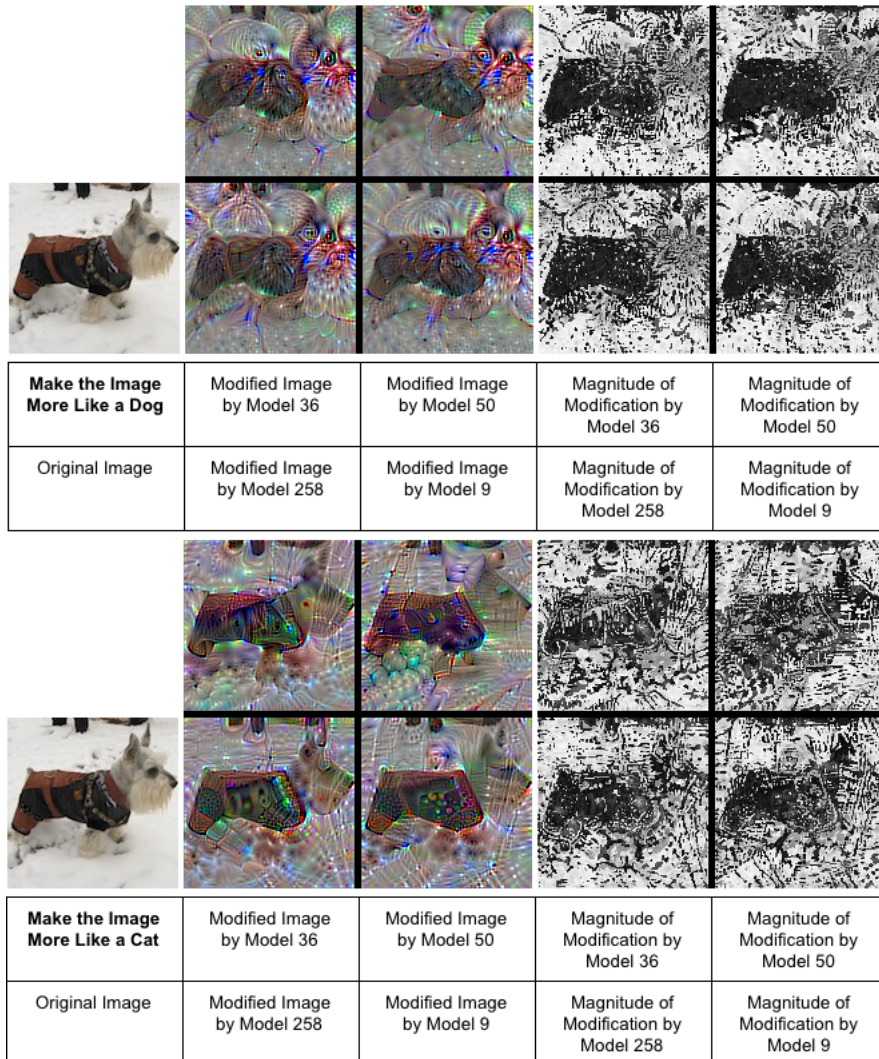 Make the Image
More Like a Dog
Modified Image
by Model 36
Modified Image
by Model 50
Magnitude of
Modification by
Model 36
Magnitude of
Modification by
Model 50
Original Image
Modified Image
by Model 258
Modified Image
by Model 9
Magnitude of
Modification by
Model 258
Magnitude of
Modification by
Model 9
Make the Image
More Like a Cat
Modified Image
by Model 36
Modified Image
by Model 50
Magnitude of
Modification by
Model 36
Magnitude of
Modification by
Model 50
Original Image
Modified Image
by Model 258
Modified Image
by Model 9
Magnitude of
Modification by
Model 258
Magnitude of
Modification by
Model 9